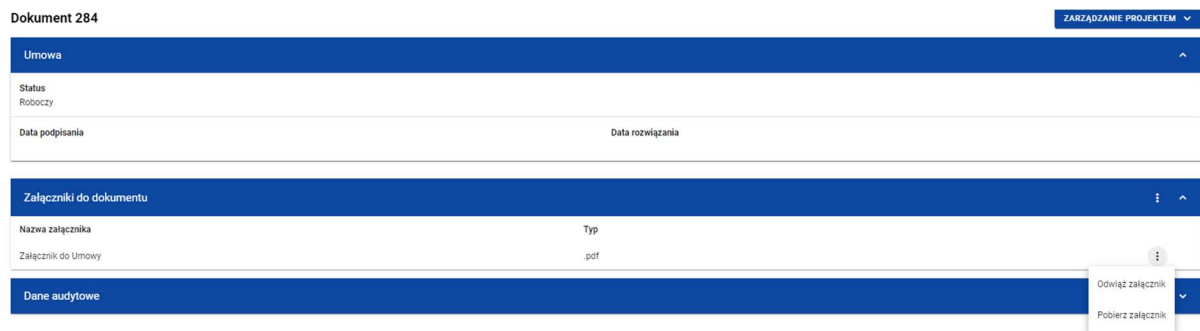 Dokument 284
ZARZĄDZANIE PROJEKTEM
Umowa
Status
Roboczy
Data podpisania Data rozwiązania
Załączniki do dokumentu
Nazwa załącznika Typ
Załącznik do Umowy .pdf
Odwiąż załącznik
Dane audytowe
Pobierz załącznik